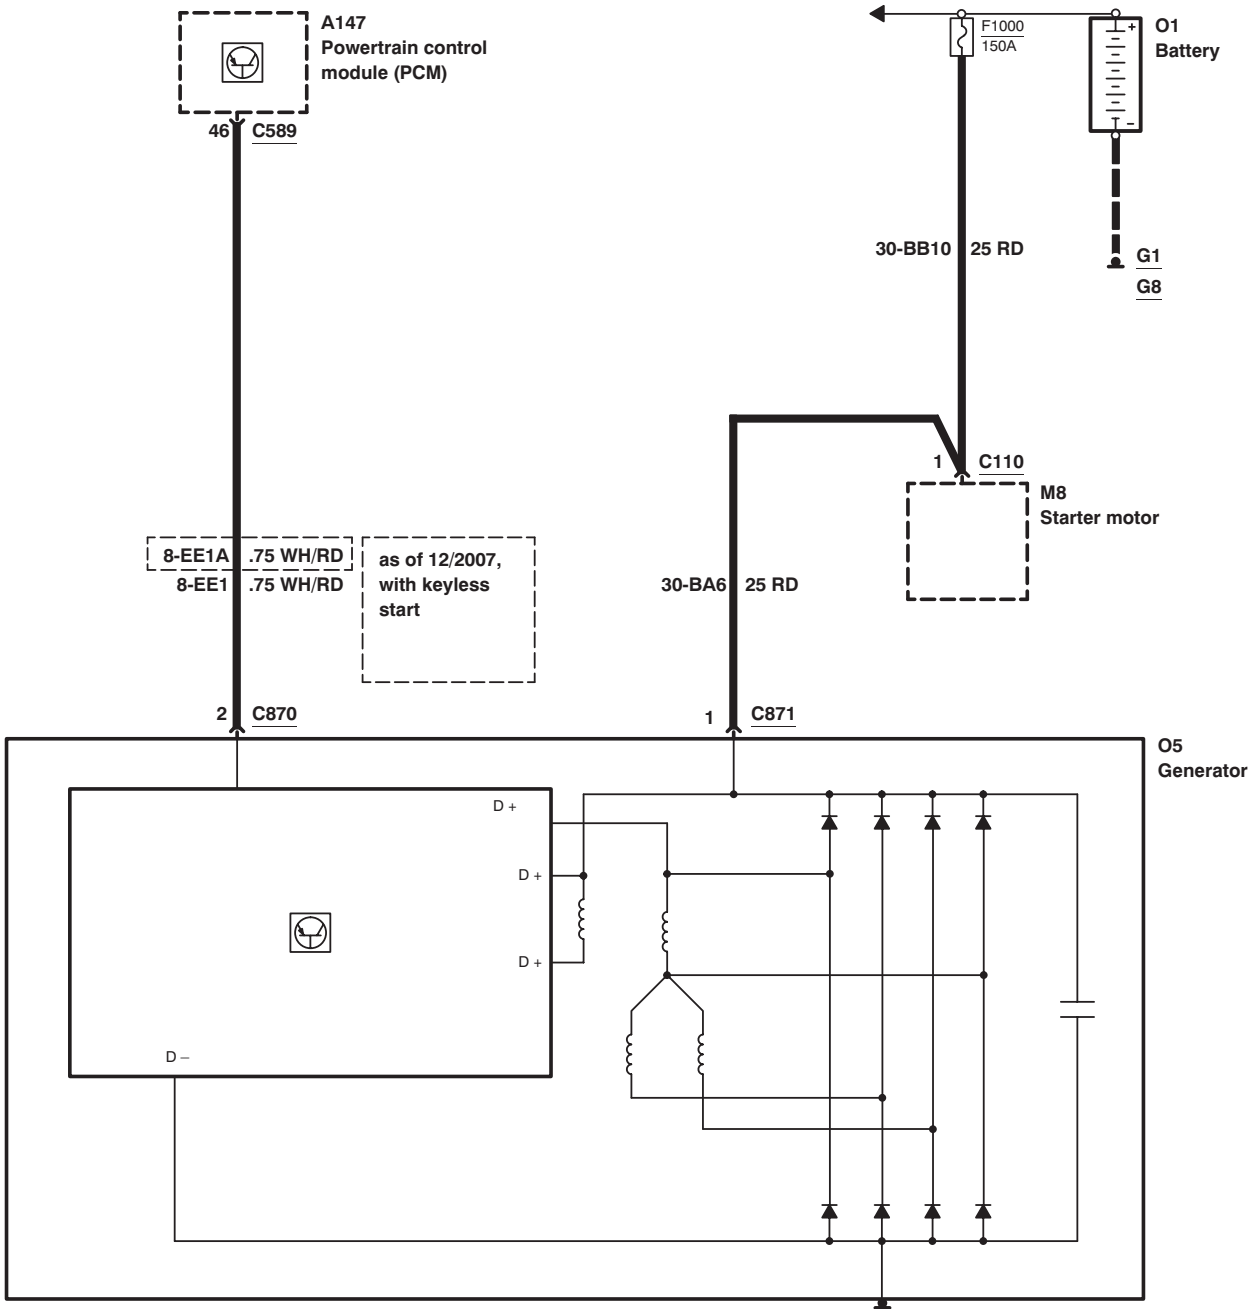 A147
Powertrain control
module (PCM)
46 C589
F1000
150A
+
−
O1
Battery
30-BB10 25 RD
G1
G8
1 C110
M8
Starter motor
8-EE1A .75 WH/RD
8-EE1 .75 WH/RD
as of 12/2007,
with keyless
start
30-BA6 25 RD
2 C870
1 C871
O5
Generator
D +
D +
D +
D –